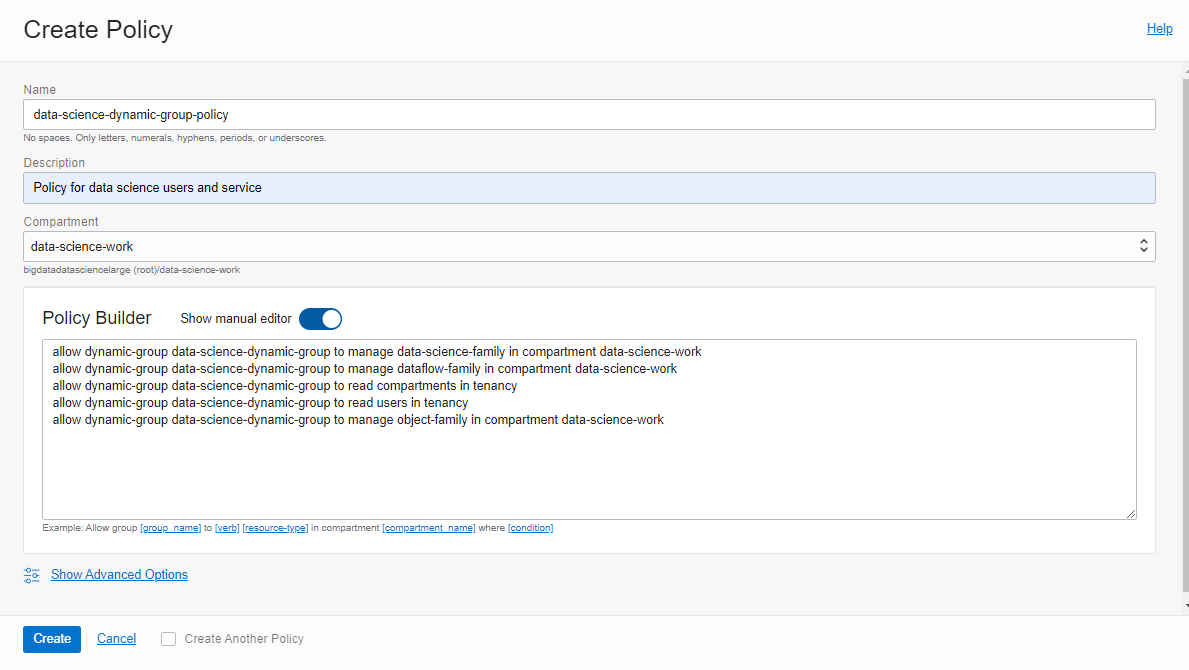 Create Policy
Help
Name
data-science-dynamic-group-policy
No spaces. Only letters, numerals, hyphens, periods, or underscores.
Description
Policy for data science users and service
Compartment
data-science-work
bigdatadatasciencelarge (root)/data-science-work
Policy Builder
Show manual editor
allow dynamic-group data-science-dynamic-group to manage data-science-family in compartment data-science-work
allow dynamic-group data-science-dynamic-group to manage dataflow-family in compartment data-science-work
allow dynamic-group data-science-dynamic-group to read compartments in tenancy
allow dynamic-group data-science-dynamic-group to read users in tenancy
allow dynamic-group data-science-dynamic-group to manage object-family in compartment data-science-work
Example: Allow group [group_name] to [verb] [resource-type] in compartment [compartment_name] where [condition]
Show Advanced Options
Create
Cancel
Create Another Policy